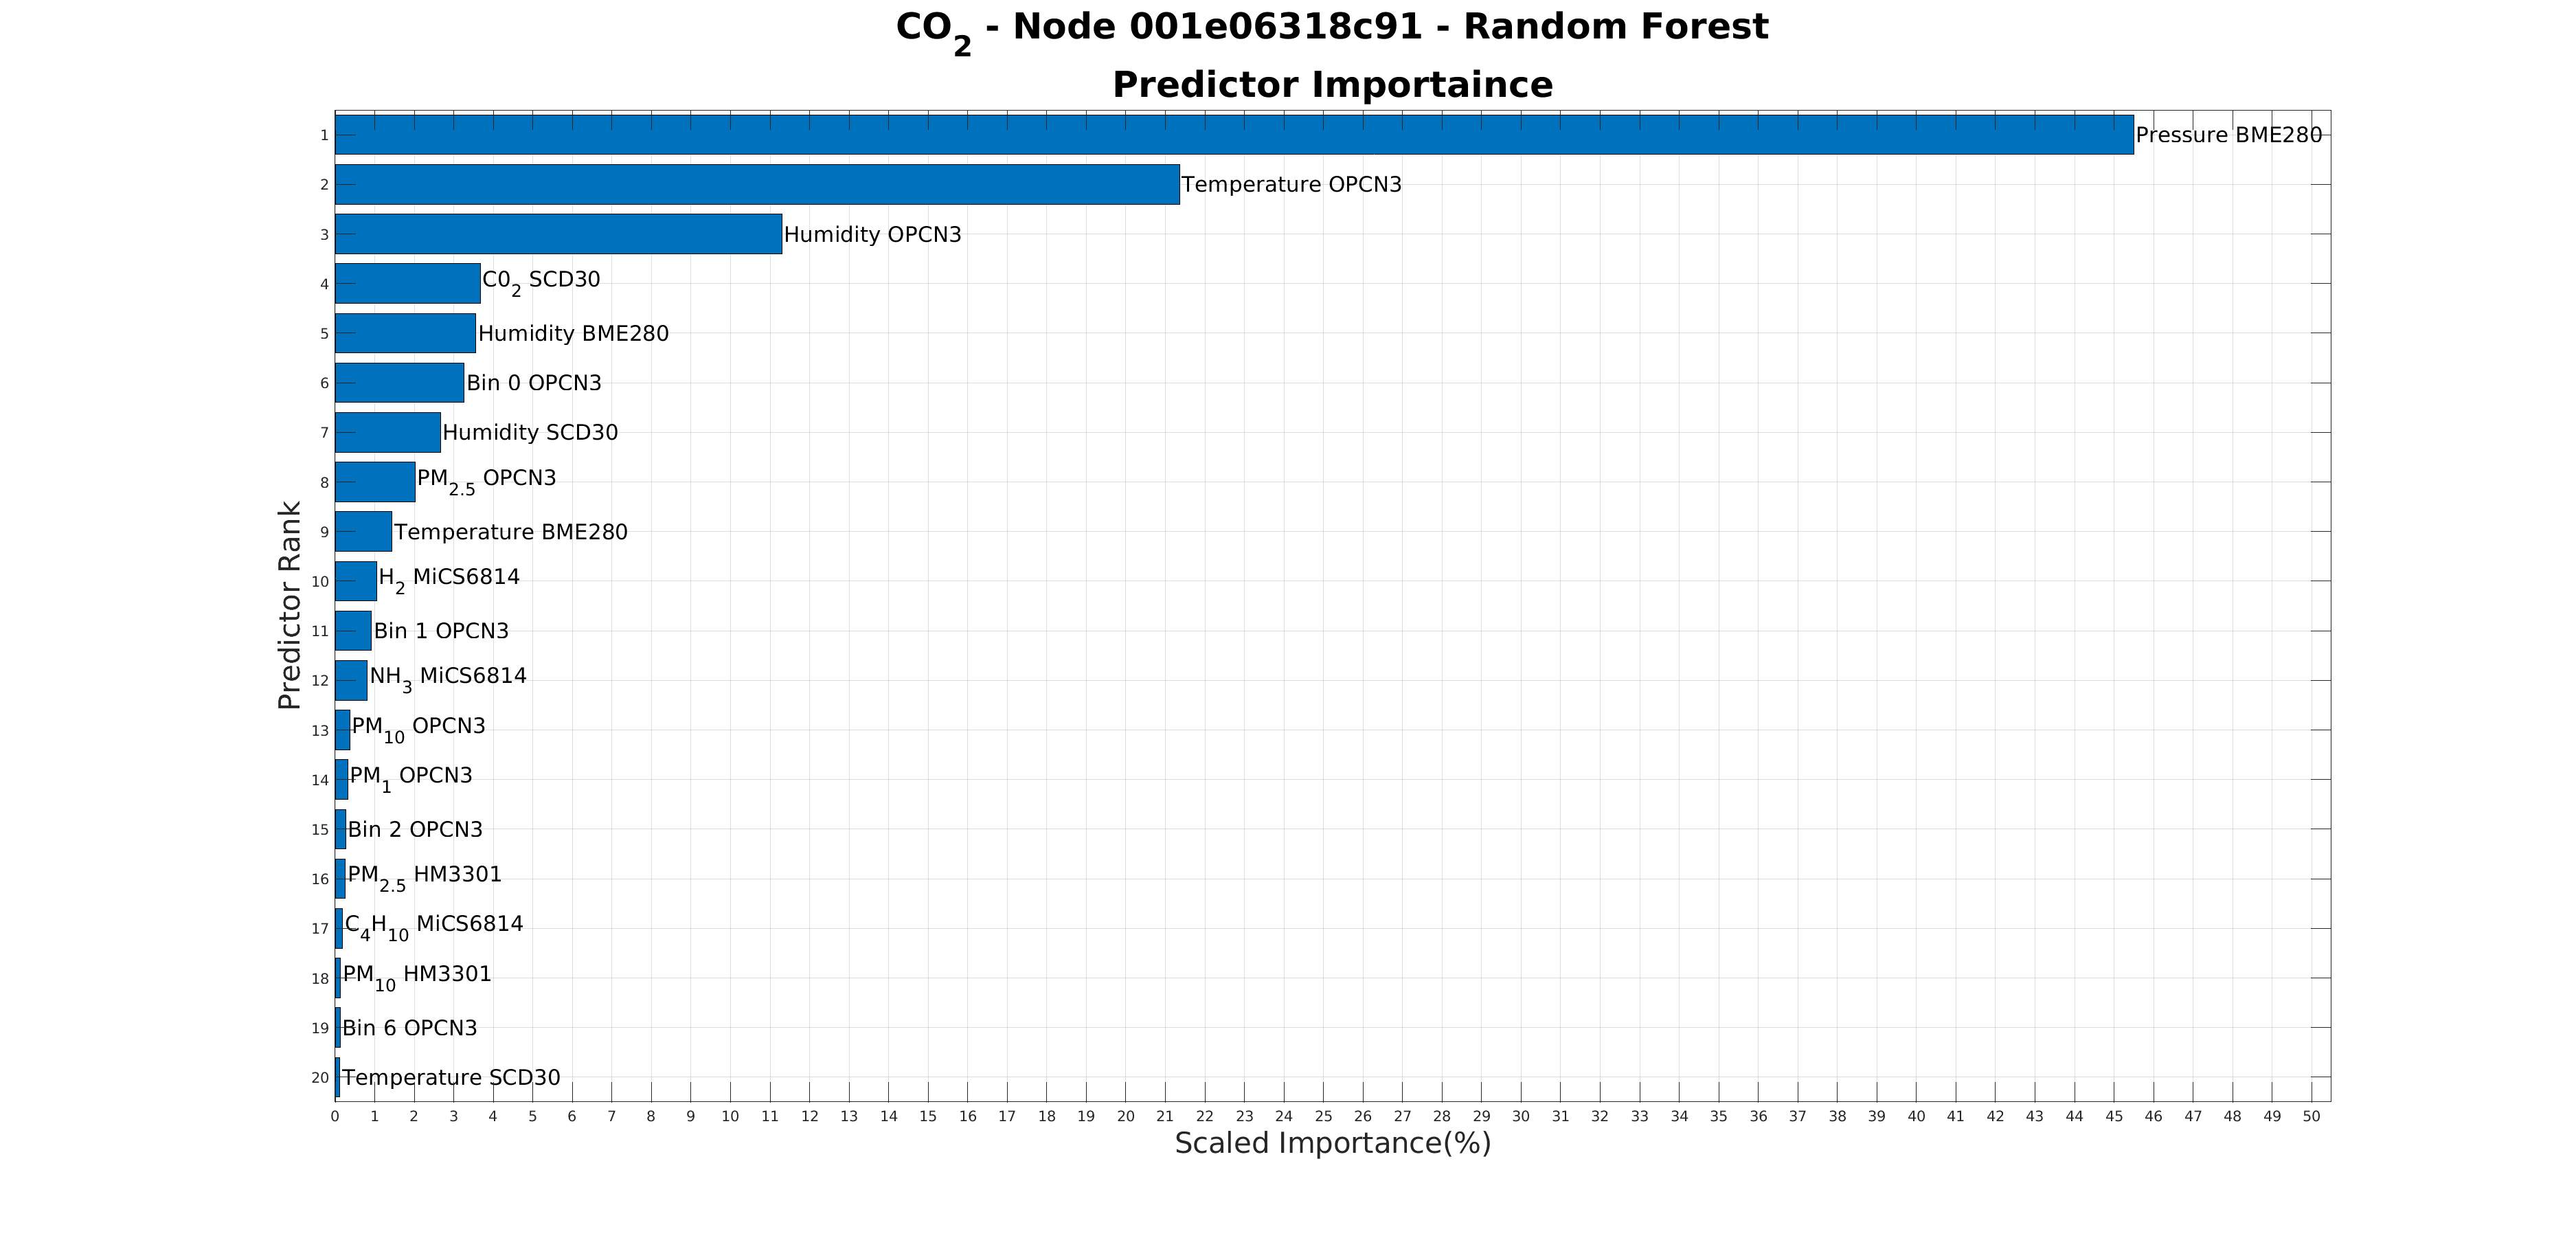 CO2 - Node 001e06318c91 - Random Forest
Predictor Importaince
1 Pressure BME280
2 Temperature OPCN3
3 Humidity OPCN3
4 C02 SCD30
5 Humidity BME280
6 Bin 0 OPCN3
7 Humidity SCD30
8 PM2.5 OPCN3
9 Temperature BME280
10 H2 MiCS6814
11 Bin 1 OPCN3
12 NH3 MiCS6814
13 PM10 OPCN3
14 PM1 OPCN3
15 Bin 2 OPCN3
16 PM2.5 HM3301
17 C4H10 MiCS6814
18 PM10 HM3301
19 Bin 6 OPCN3
20 Temperature SCD30
Predictor Rank
0 1 2 3 4 5 6 7 8 9 10 11 12 13 14 15 16 17 18 19 20 21 22 23 24 25 26 27 28 29 30 31 32 33 34 35 36 37 38 39 40 41 42 43 44 45 46 47 48 49 50
Scaled Importance(%)